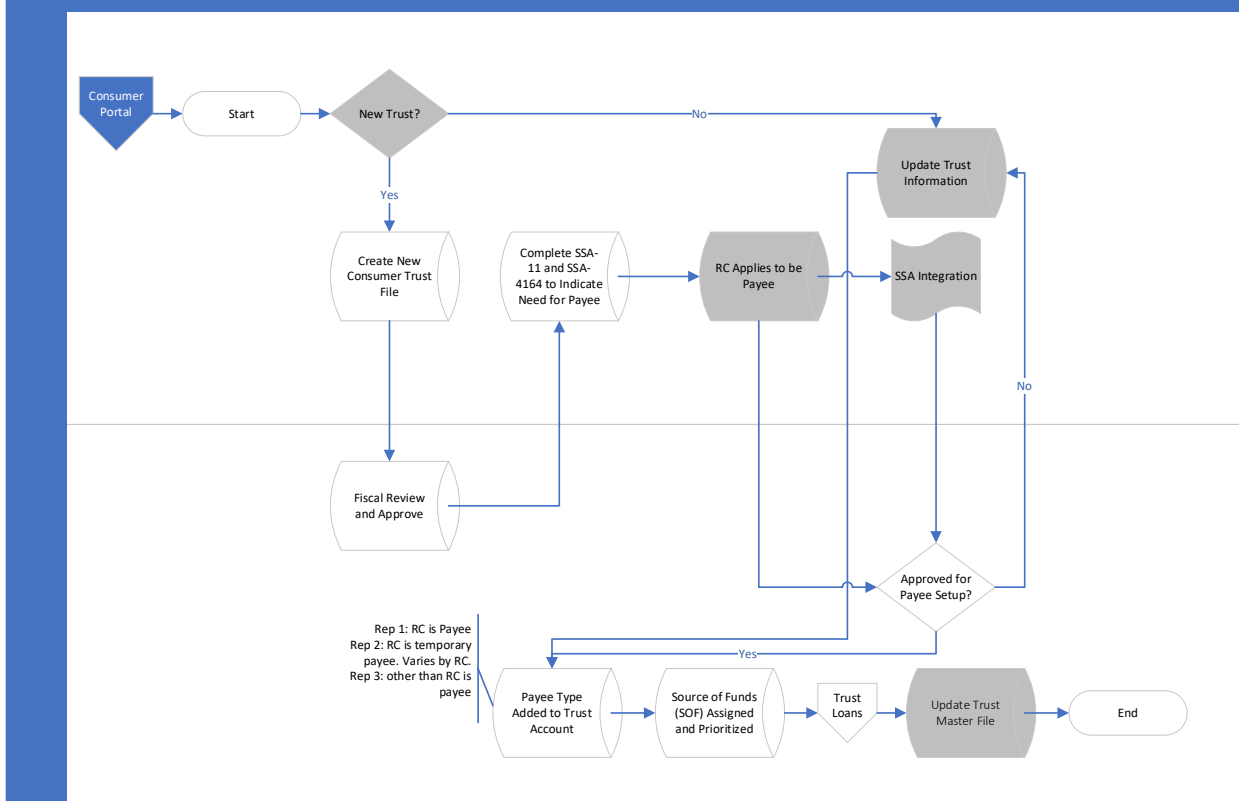 Consumer
Portal
Start
New Trust?
No
Update Trust
Information
Yes
Create New
Consumer Trust
File
Complete SSA-
11 and SSA-
4164 to Indicate
Need for Payee
RC Applies to be
Payee
SSA Integration
No
Fiscal Review
and Approve
Approved for
Payee Setup?
Rep 1: RC is Payee
Rep 2: RC is temporary
payee. Varies by RC.
Rep 3: other than RC is
payee
Yes
Payee Type
Added to Trust
Account
Source of Funds
(SOF) Assigned
and Prioritized
Trust
Loans
Update Trust
Master File
End